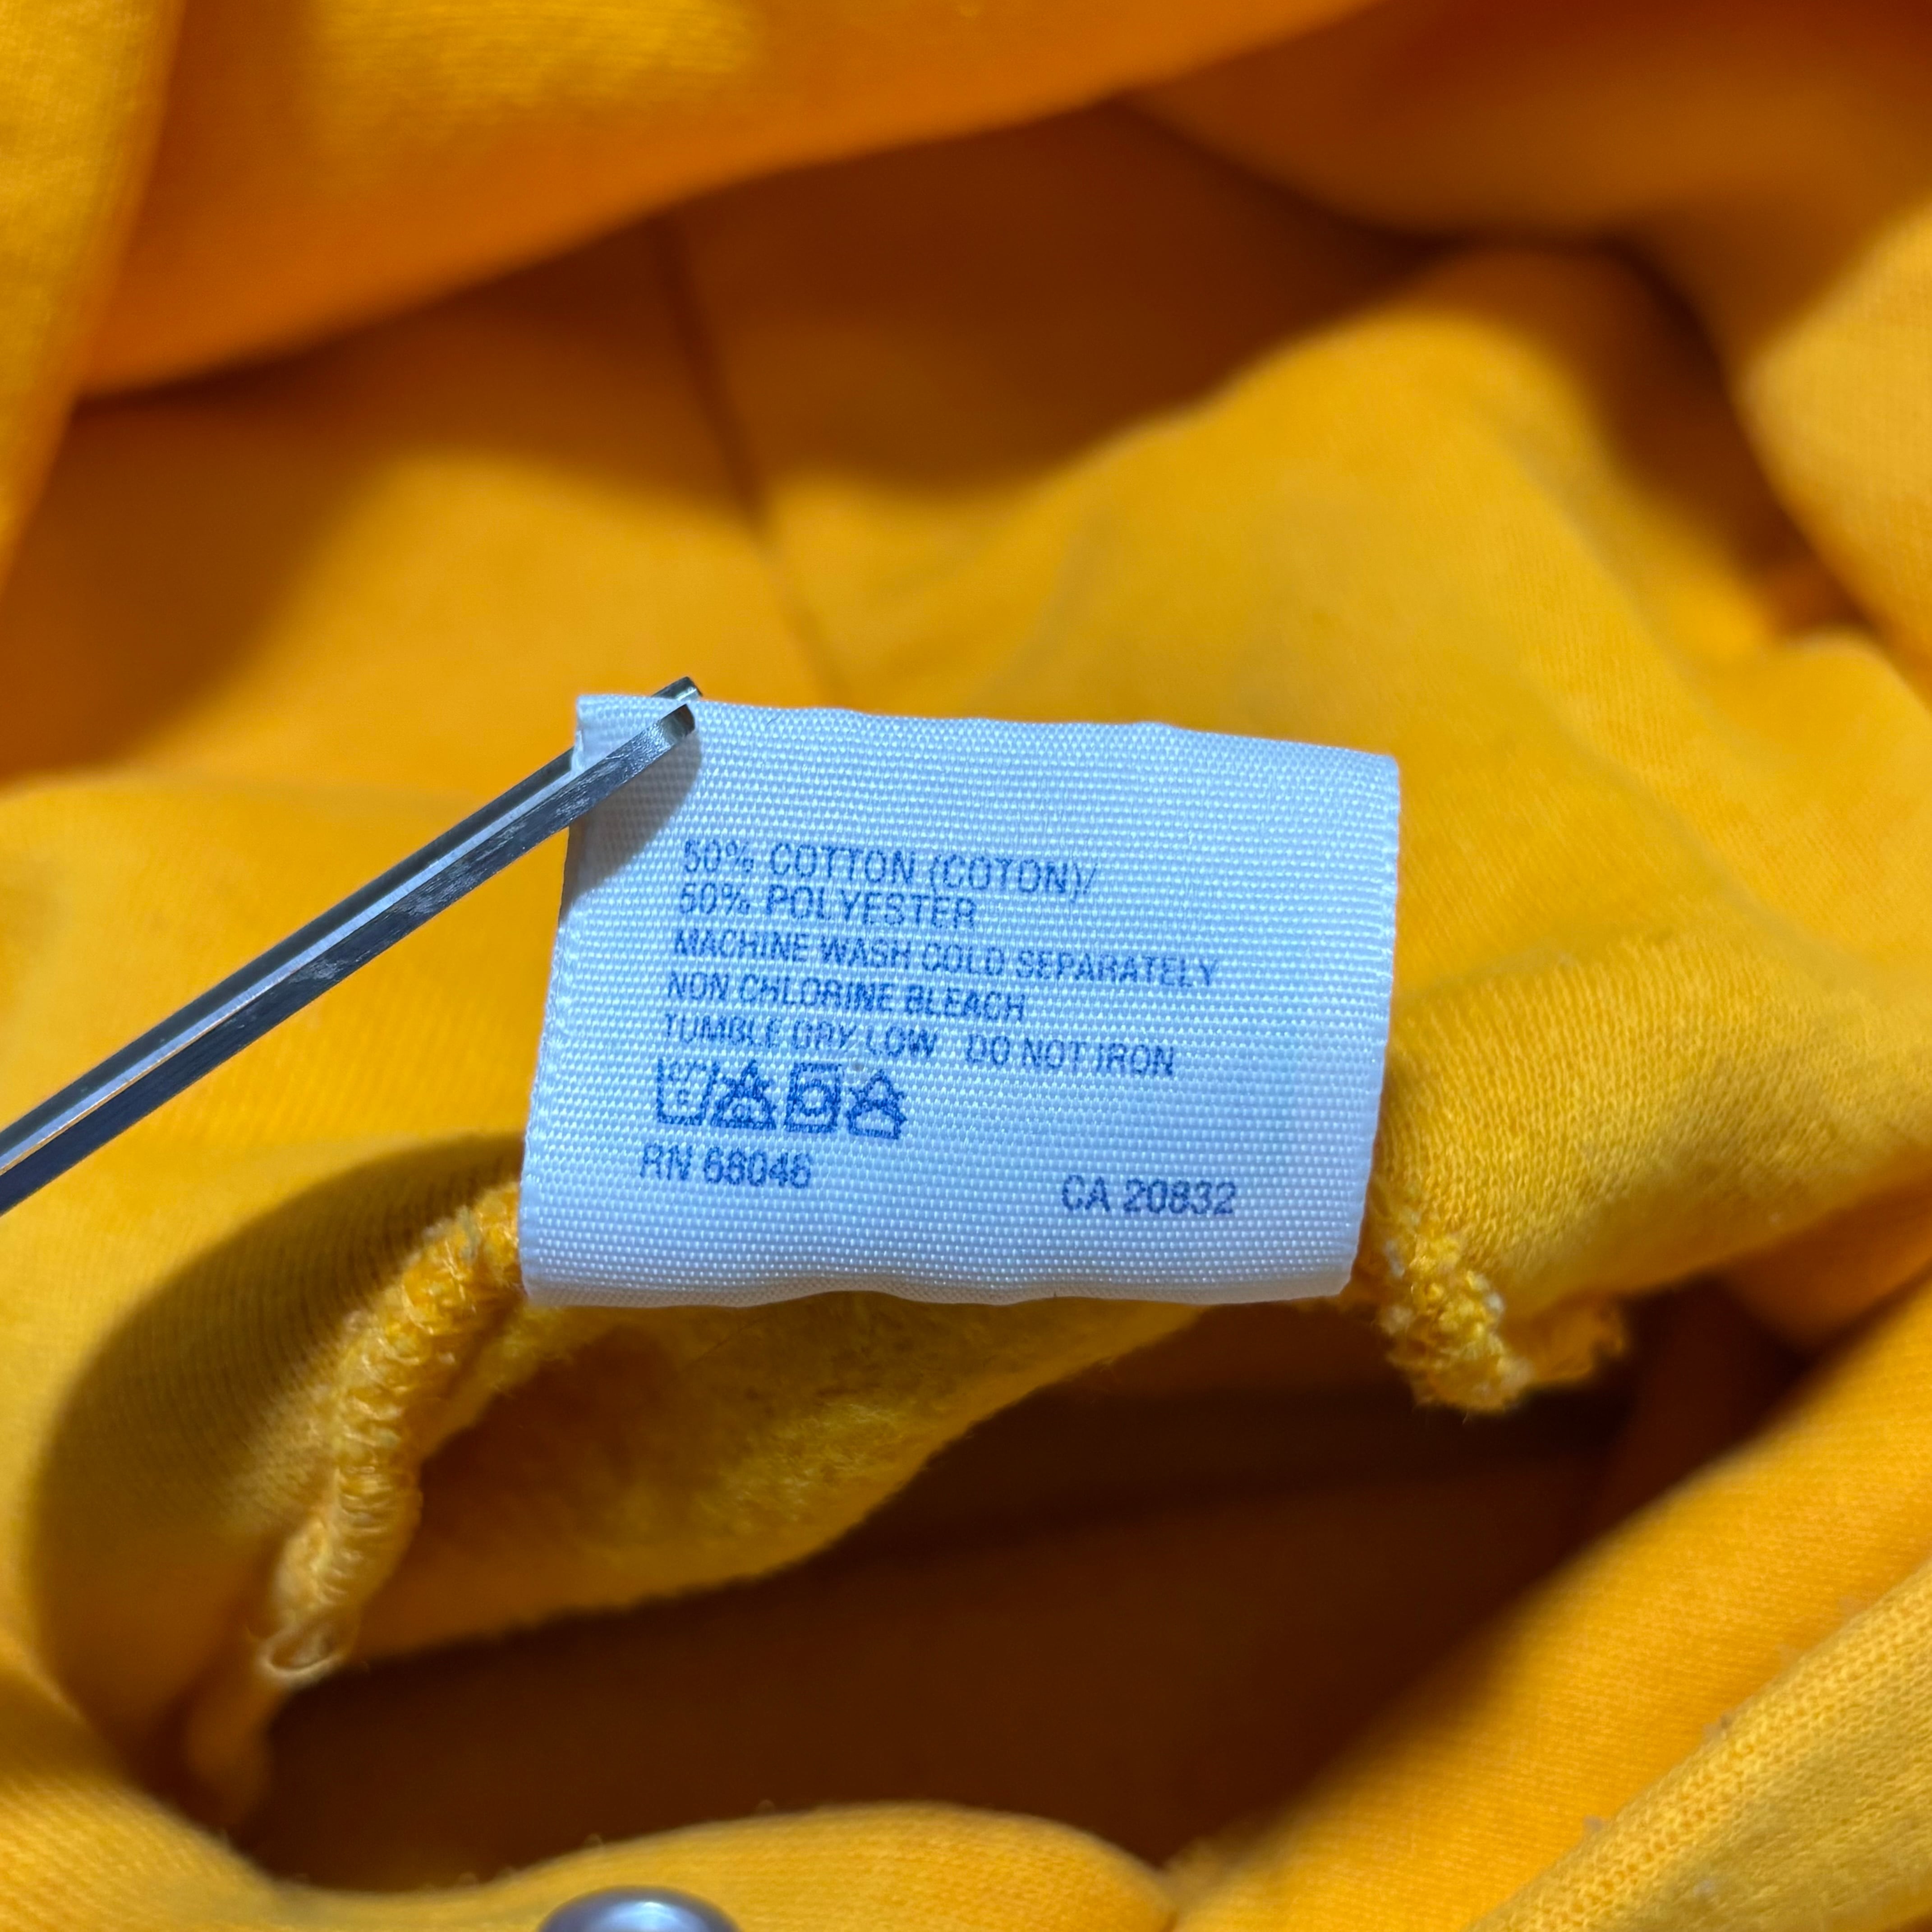 50% COTTON (COTON)/
50% POLYESTER
MACHINE WASH COLD SEPARATELY
NON CHLORINE BLEACH
TUMBLE DRY LOW DO NOT IRON
RN 68046 CA 20832